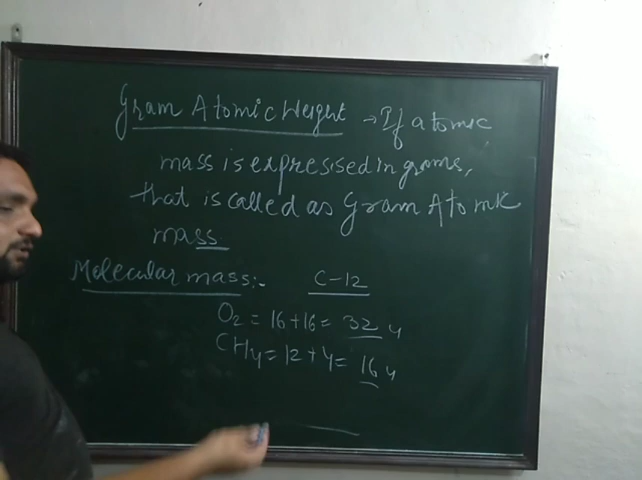 Gram Atomic Weight → If atomic
mass is expressised in grams,
that is called as Gram Atomic
mass
Molecular mass:- C-12
O2 = 16+16 = 32 u
CH4 = 12+4 = 16 u